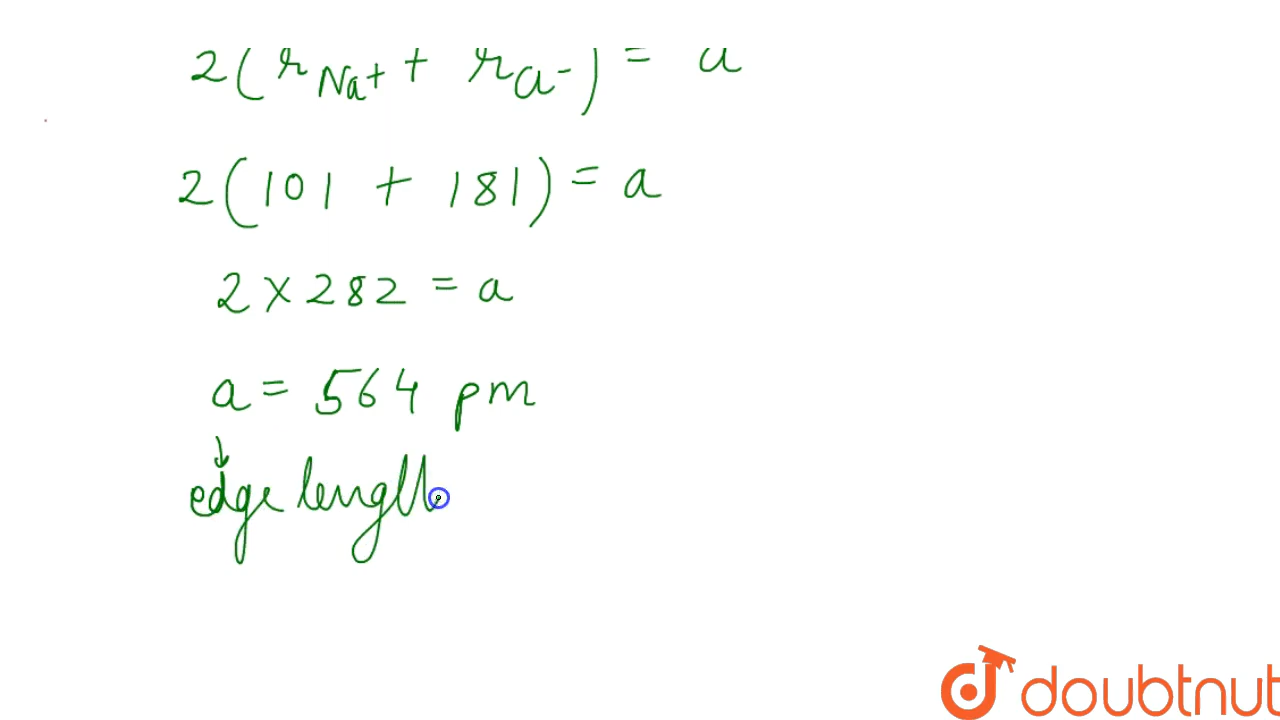 2(r Na+ + r Cl-) = a
2(101 + 181) = a
2 × 282 = a
a = 564 pm
↓
edge length
doubtnut